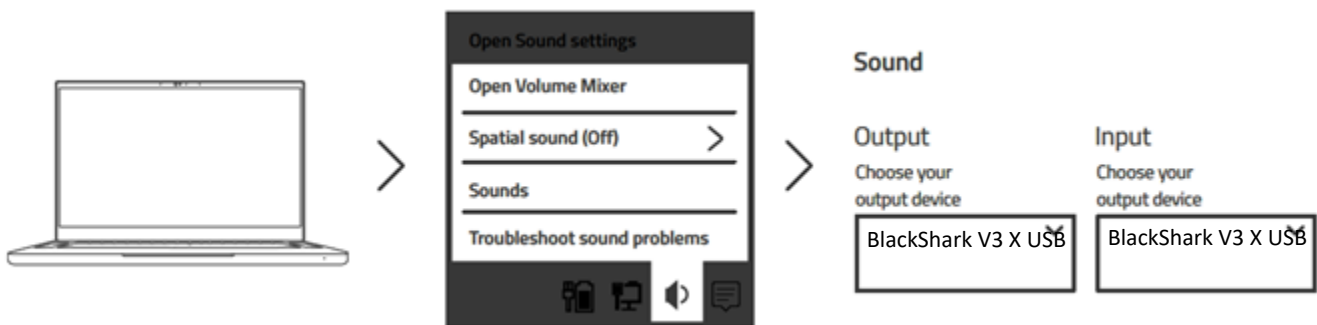 Open Sound settings
Open Volume Mixer
Spatial sound (Off)
Sounds
Troubleshoot sound problems
Sound
Output
Choose your
output device
BlackShark V3 X USB
Input
Choose your
output device
BlackShark V3 X USB